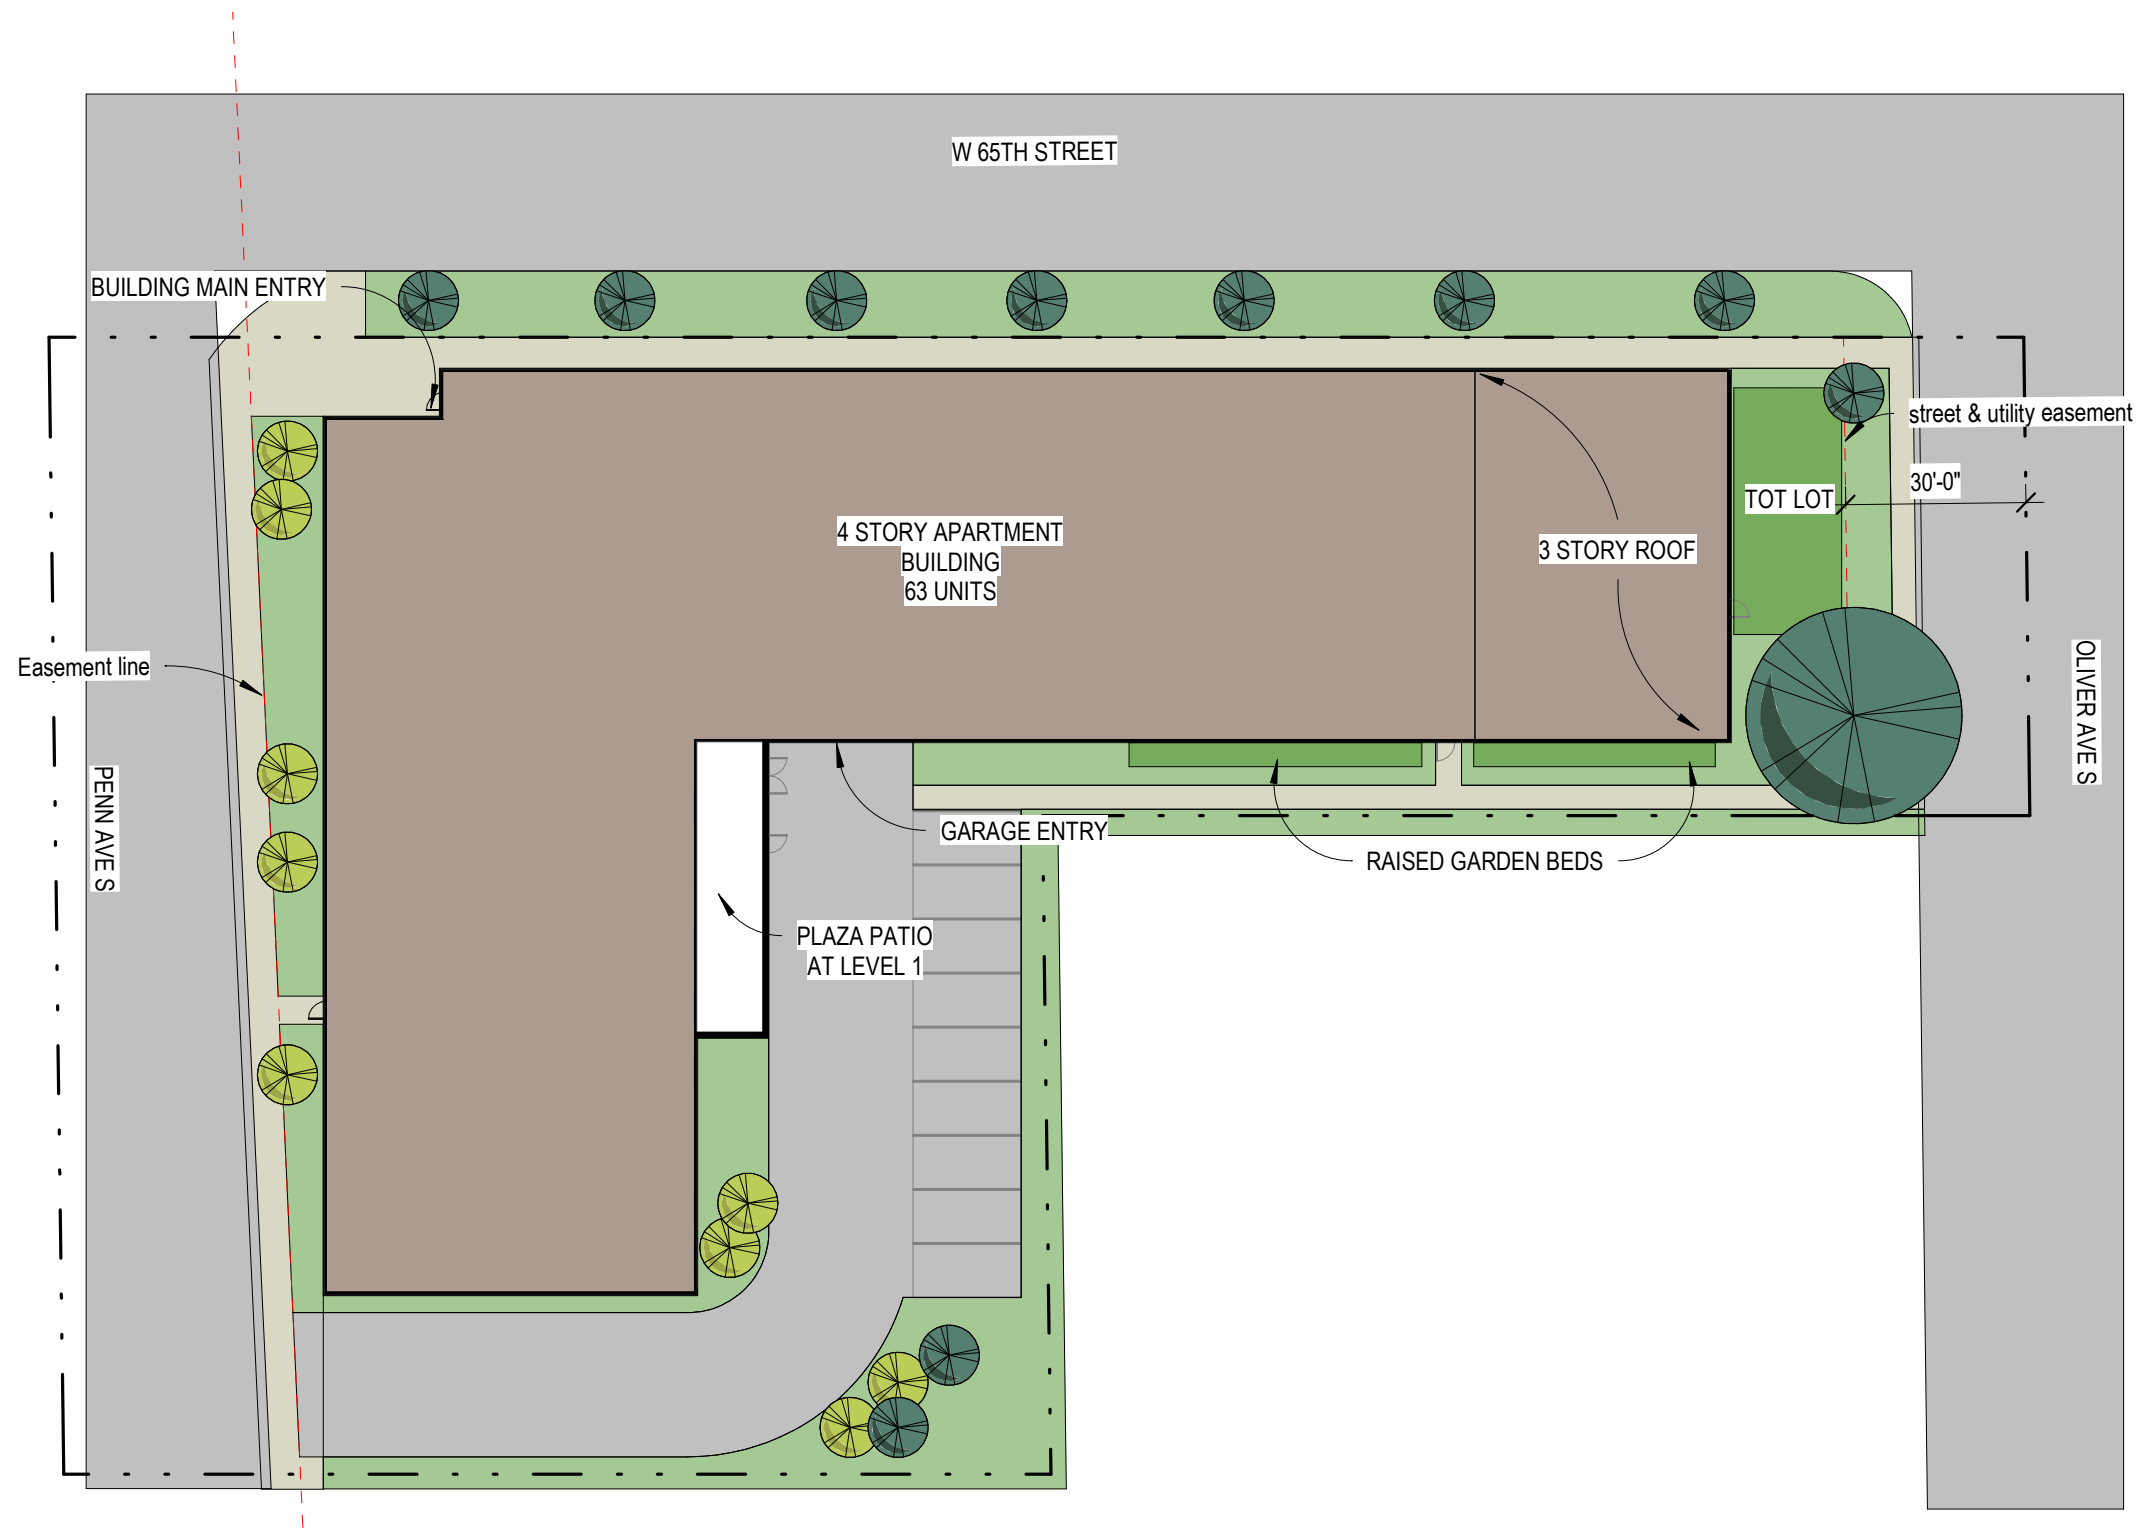 W 65TH STREET
BUILDING MAIN ENTRY
street & utility easement
30'-0"
TOT LOT
4 STORY APARTMENT
BUILDING
63 UNITS
3 STORY ROOF
Easement line
OLIVER AVE S
PENN AVE S
GARAGE ENTRY
RAISED GARDEN BEDS
PLAZA PATIO
AT LEVEL 1